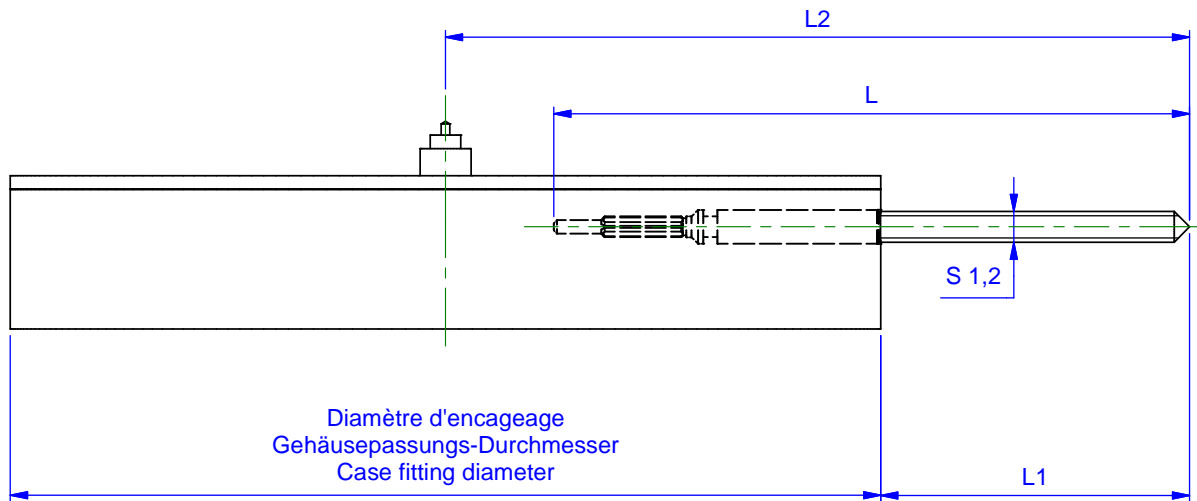 L2
L
S 1,2
Diamètre d'encageage
Gehäusepassungs-Durchmesser
Case fitting diameter
L1